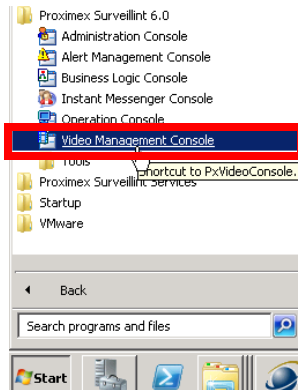 Proximex Surveillint 6.0
Administration Console
Alert Management Console
Business Logic Console
Instant Messenger Console
Operation Console
Video Management Console
Tools
Shortcut to PxVideoConsole.
Proximex Surveillint Services
Startup
VMware
Back
Search programs and files
Start